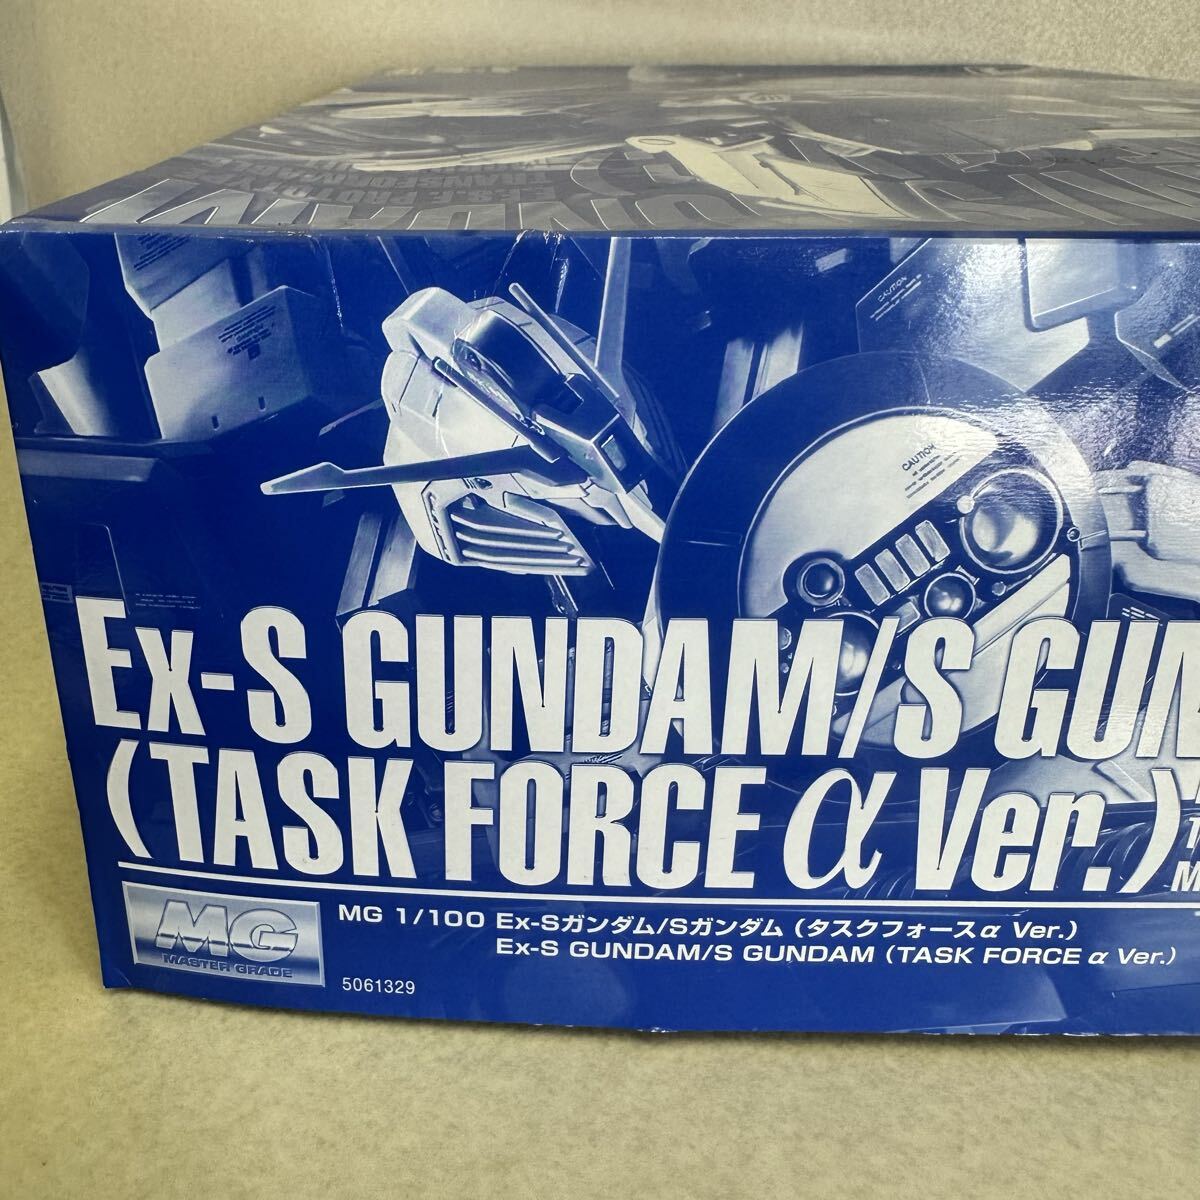 CAUTION
CAUTION
Ex-S GUNDAM/S GUN
(TASK FORCE α Ver.)
MG
MASTER GRADE
MG 1/100 Ex-Sガンダム/Sガンダム (タスクフォースα Ver.)
Ex-S GUNDAM/S GUNDAM (TASK FORCE α Ver.)
5061329